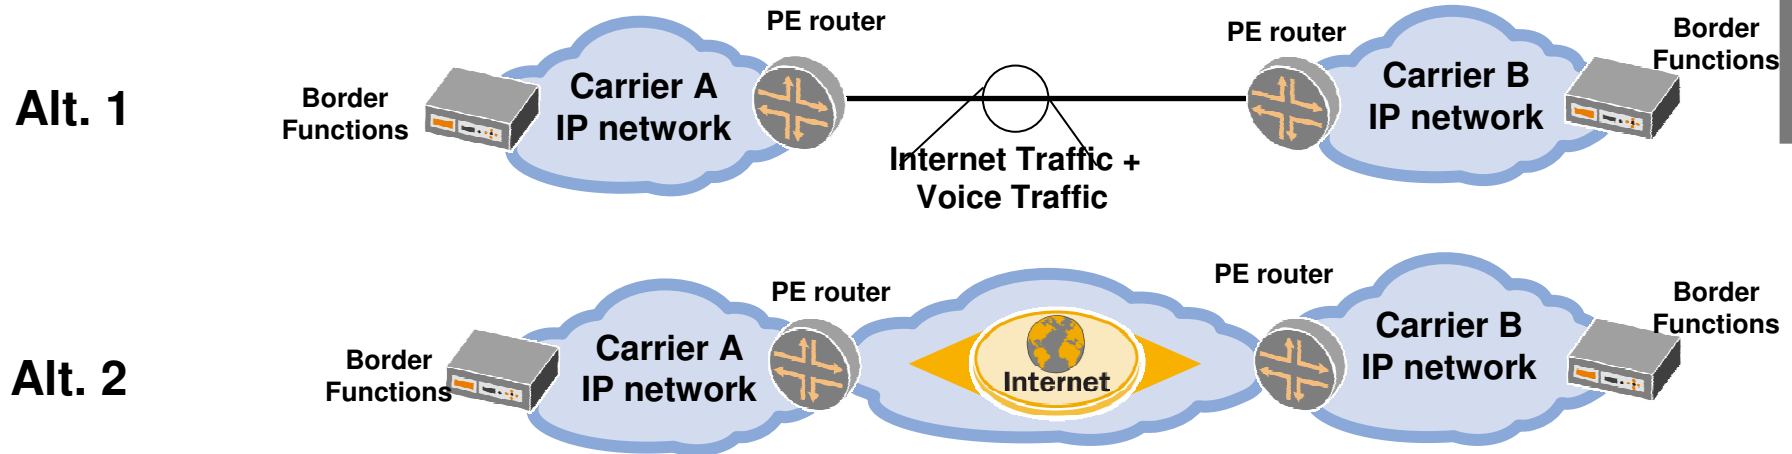 Alt. 1
Border
Functions
Carrier A
IP network
PE router
Internet Traffic +
Voice Traffic
PE router
Carrier B
IP network
Border
Functions
Alt. 2
Border
Functions
Carrier A
IP network
PE router
Internet
PE router
Carrier B
IP network
Border
Functions